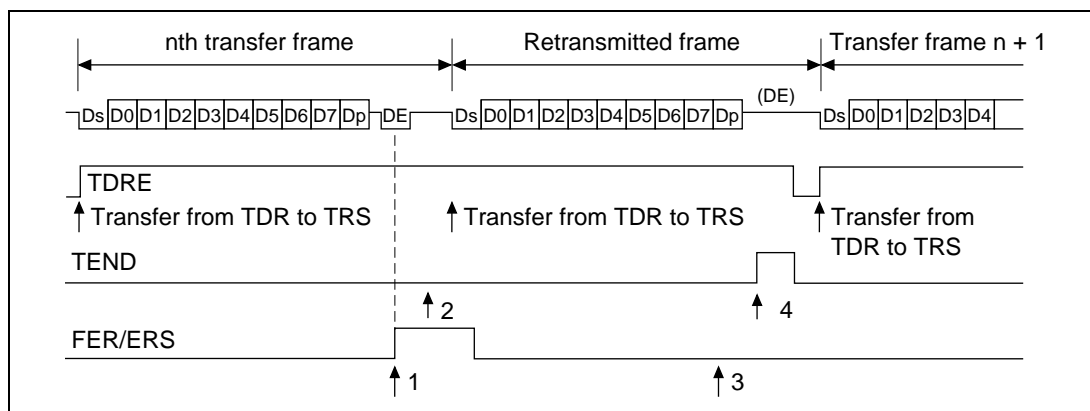 nth transfer frame Retransmitted frame Transfer frame n + 1
(DE)
Ds D0 D1 D2 D3 D4 D5 D6 D7 Dp DE Ds D0 D1 D2 D3 D4 D5 D6 D7 Dp Ds D0 D1 D2 D3 D4
TDRE
Transfer from TDR to TRS Transfer from TDR to TRS Transfer from
TDR to TRS
TEND
2 4
FER/ERS
1 3